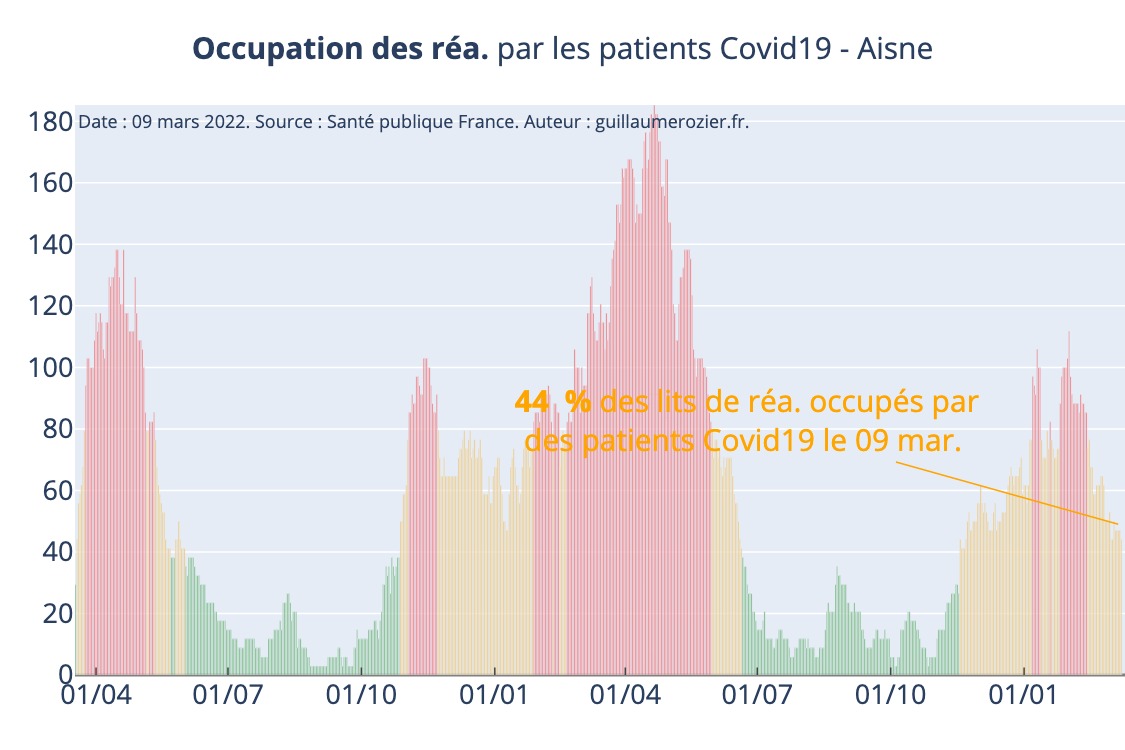 Occupation des réa. par les patients Covid19 - Aisne
180
Date : 09 mars 2022. Source : Santé publique France. Auteur : guillaumerozier.fr.
160
140
120
100
44 % des lits de réa. occupés par
80
des patients Covid19 le 09 mar.
60
40
20
0
01/04 01/07 01/10 01/01 01/04 01/07 01/10 01/01